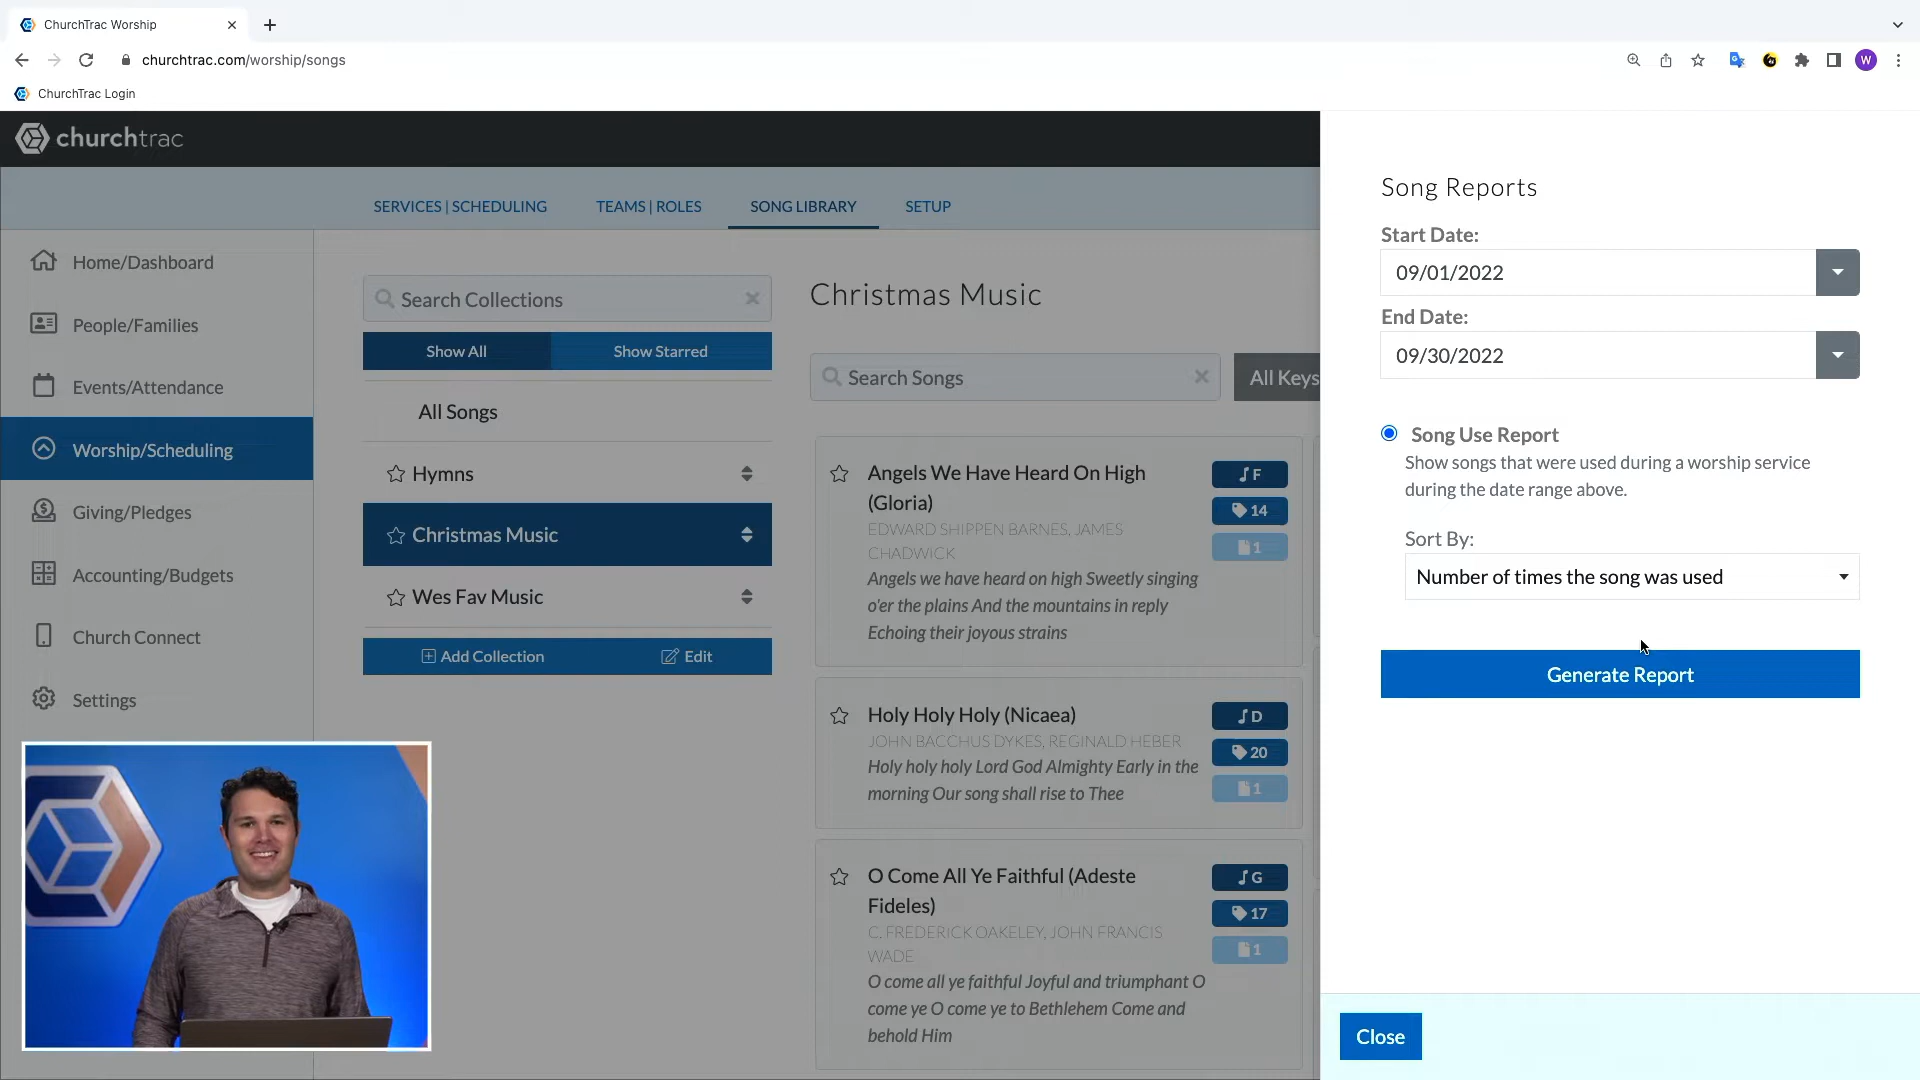 ChurchTrac Worship
churchtrac.com/worship/songs
W
ChurchTrac Login
churchtrac
SERVICES | SCHEDULING
TEAMS | ROLES
SONG LIBRARY
SETUP
Home/Dashboard
People/Families
Events/Attendance
Worship/Scheduling
Giving/Pledges
Accounting/Budgets
Church Connect
Settings
Search Collections
Show All
Show Starred
All Songs
Hymns
Christmas Music
Wes Fav Music
Add Collection
Edit
Christmas Music
Search Songs
All Keys
Angels We Have Heard On High
(Gloria)
EDWARD SHIPPEN BARNES, JAMES
CHADWICK
Angels we have heard on high Sweetly singing
o'er the plains And the mountains in reply
Echoing their joyous strains
F
14
1
Holy Holy Holy (Nicaea)
JOHN BACCHUS DYKES, REGINALD HEBER
Holy holy holy Lord God Almighty Early in the
morning Our song shall rise to Thee
D
20
1
O Come All Ye Faithful (Adeste
Fideles)
C. FREDERICK OAKELEY, JOHN FRANCIS
WADE
O come all ye faithful Joyful and triumphant O
come ye O come ye to Bethlehem Come and
behold Him
G
17
1
Song Reports
Start Date:
09/01/2022
End Date:
09/30/2022
Song Use Report
Show songs that were used during a worship service
during the date range above.
Sort By:
Number of times the song was used
Generate Report
Close